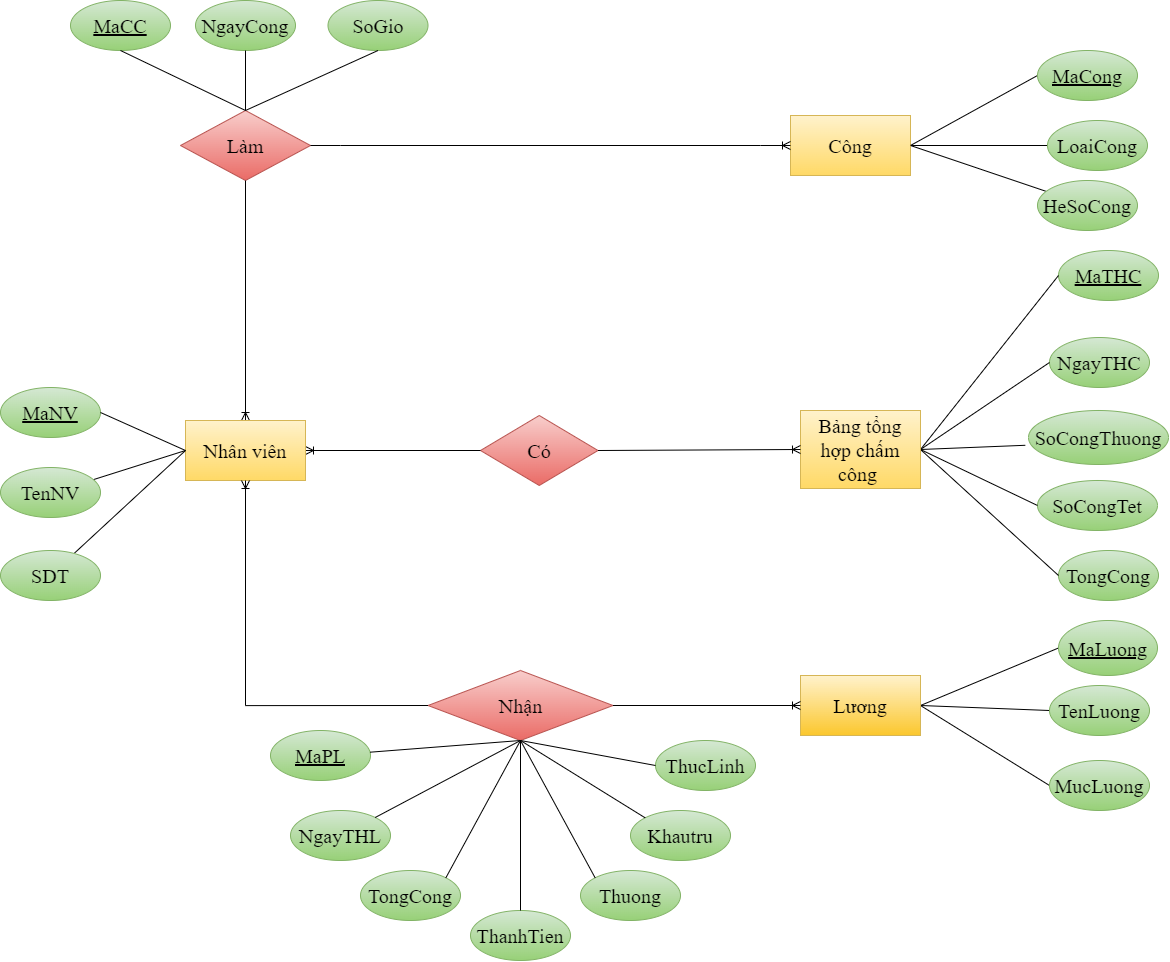 MaCC
NgayCong
SoGio
MaCong
Làm
Công
LoaiCong
HeSoCong
MaTHC
NgayTHC
MaNV
Nhân viên
Có
Bảng tổng
hợp chấm
công
SoCongThuong
TenNV
SoCongTet
SDT
TongCong
MaLuong
Nhận
Lương
TenLuong
MaPL
ThucLinh
MucLuong
NgayTHL
Khautru
TongCong
Thuong
ThanhTien